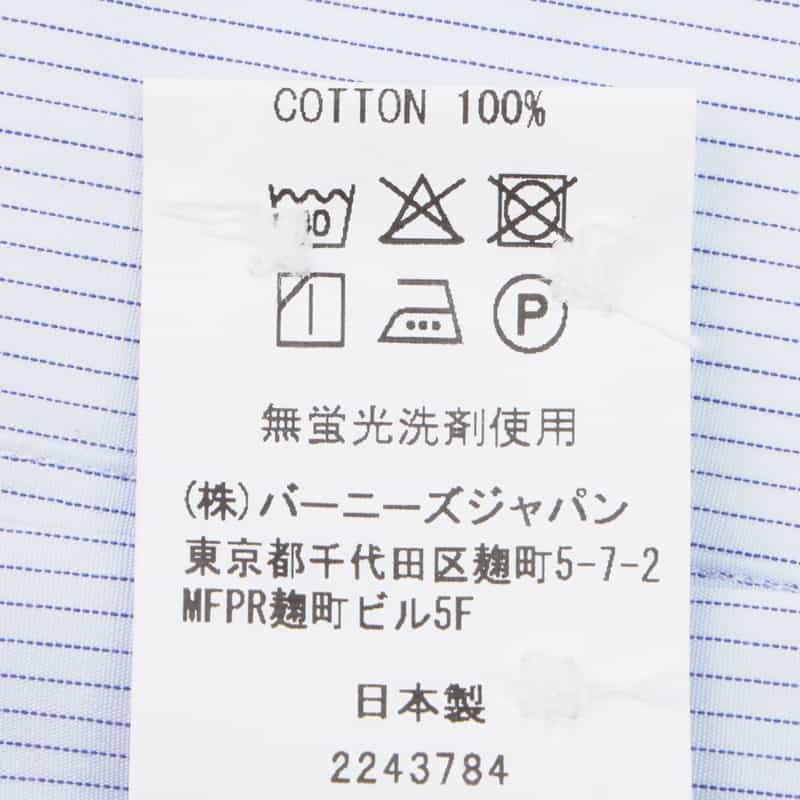 COTTON 100%
P
無蛍光洗剤使用
(株)バーニーズジャパン
東京都千代田区麹町5-7-2
MFPR麹町ビル5F
日本製
2243784